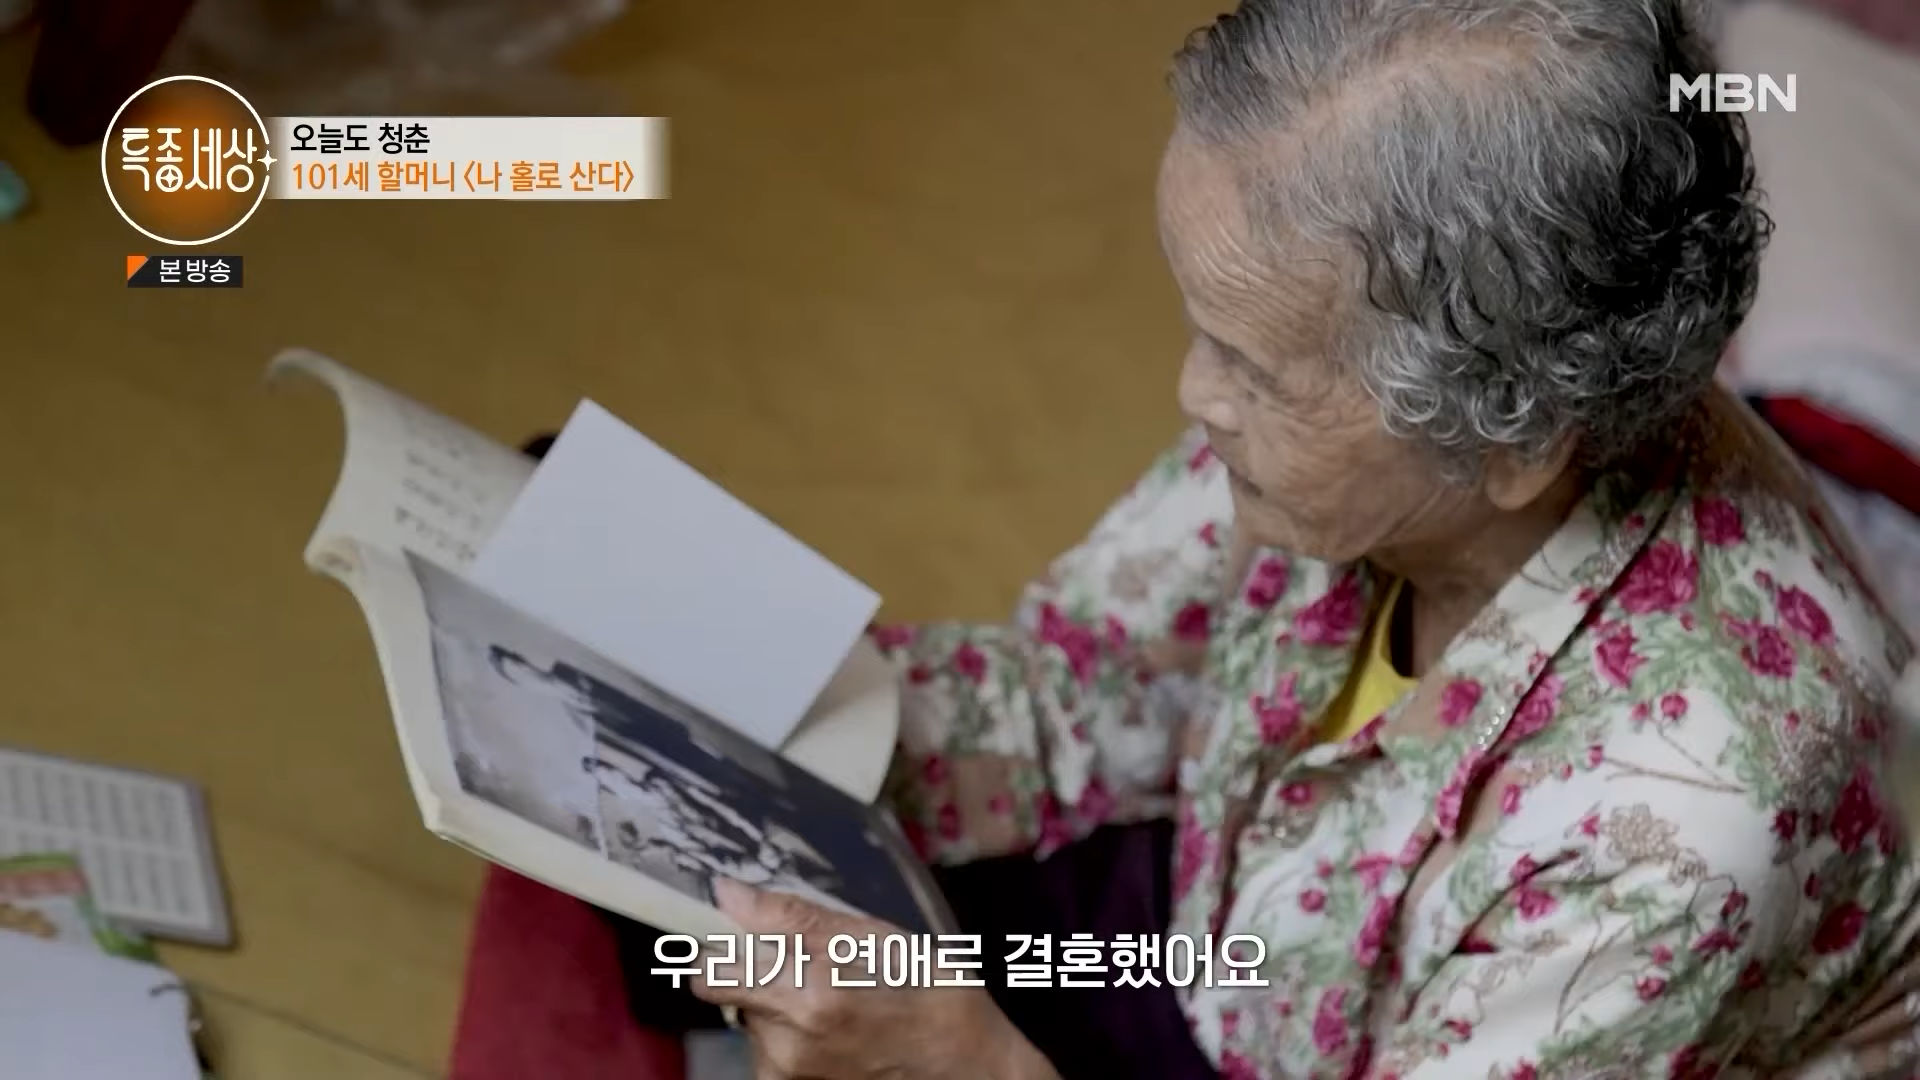 특종세상
오늘도 청춘
101세 할머니 〈나 홀로 산다〉
본방송
MBN
우리가 연애로 결혼했어요